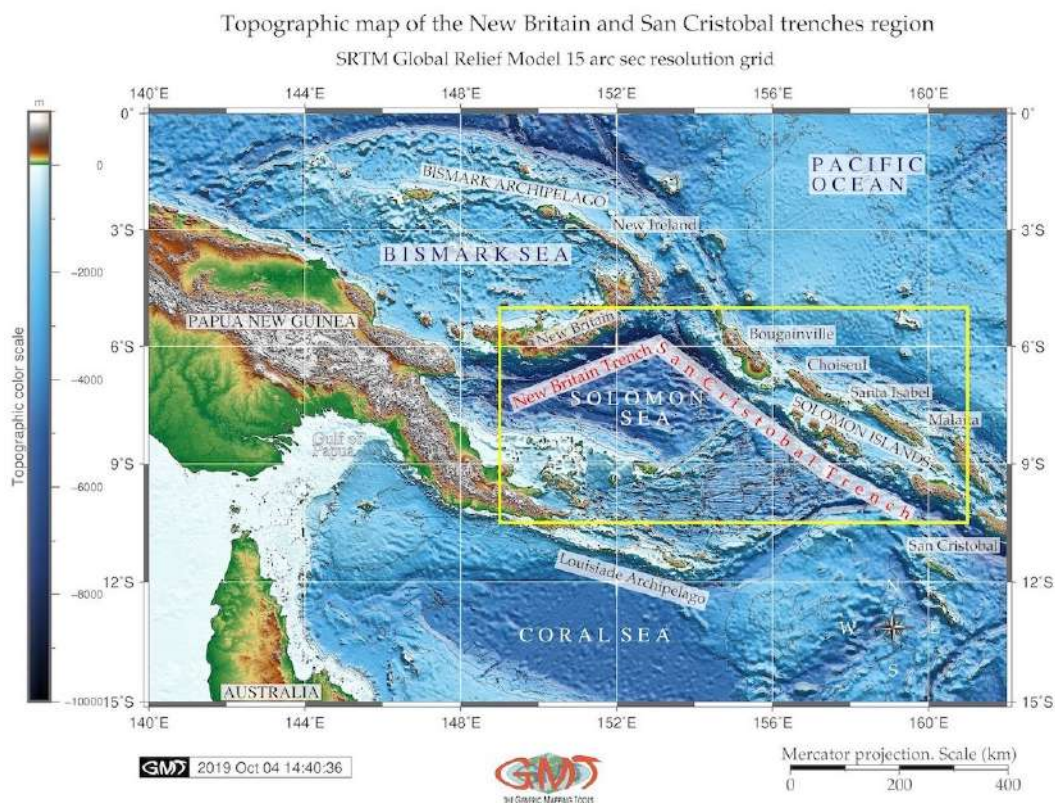 Topographic map of the New Britain and San Cristobal trenches region
SRTM Global Relief Model 15 arc sec resolution grid
140°E 144°E 148°E 152°E 156°E 160°E
m
0
−2000
−4000
−6000
−8000
−10000
Topographic color scale
0° 0°
3°S 3°S
6°S 6°S
9°S 9°S
12°S 12°S
15°S 15°S
PACIFIC
OCEAN
BISMARK ARCHIPELAGO
New Ireland
BISMARK SEA
PAPUA NEW GUINEA
New Britain
Bougainville
New Britain Trench
San Cristobal Trench
Choiseul
SOLOMON
SEA
Santa Isabel
SOLOMON ISLANDS
Malaita
Gulf of
Papua
San Cristobal
Louisiade Archipelago
CORAL SEA
N
W E
S
AUSTRALIA
140°E 144°E 148°E 152°E 156°E 160°E
GMT 2019 Oct 04 14:40:36
GMT
THE GENERIC MAPPING TOOLS
Mercator projection. Scale (km)
0 200 400